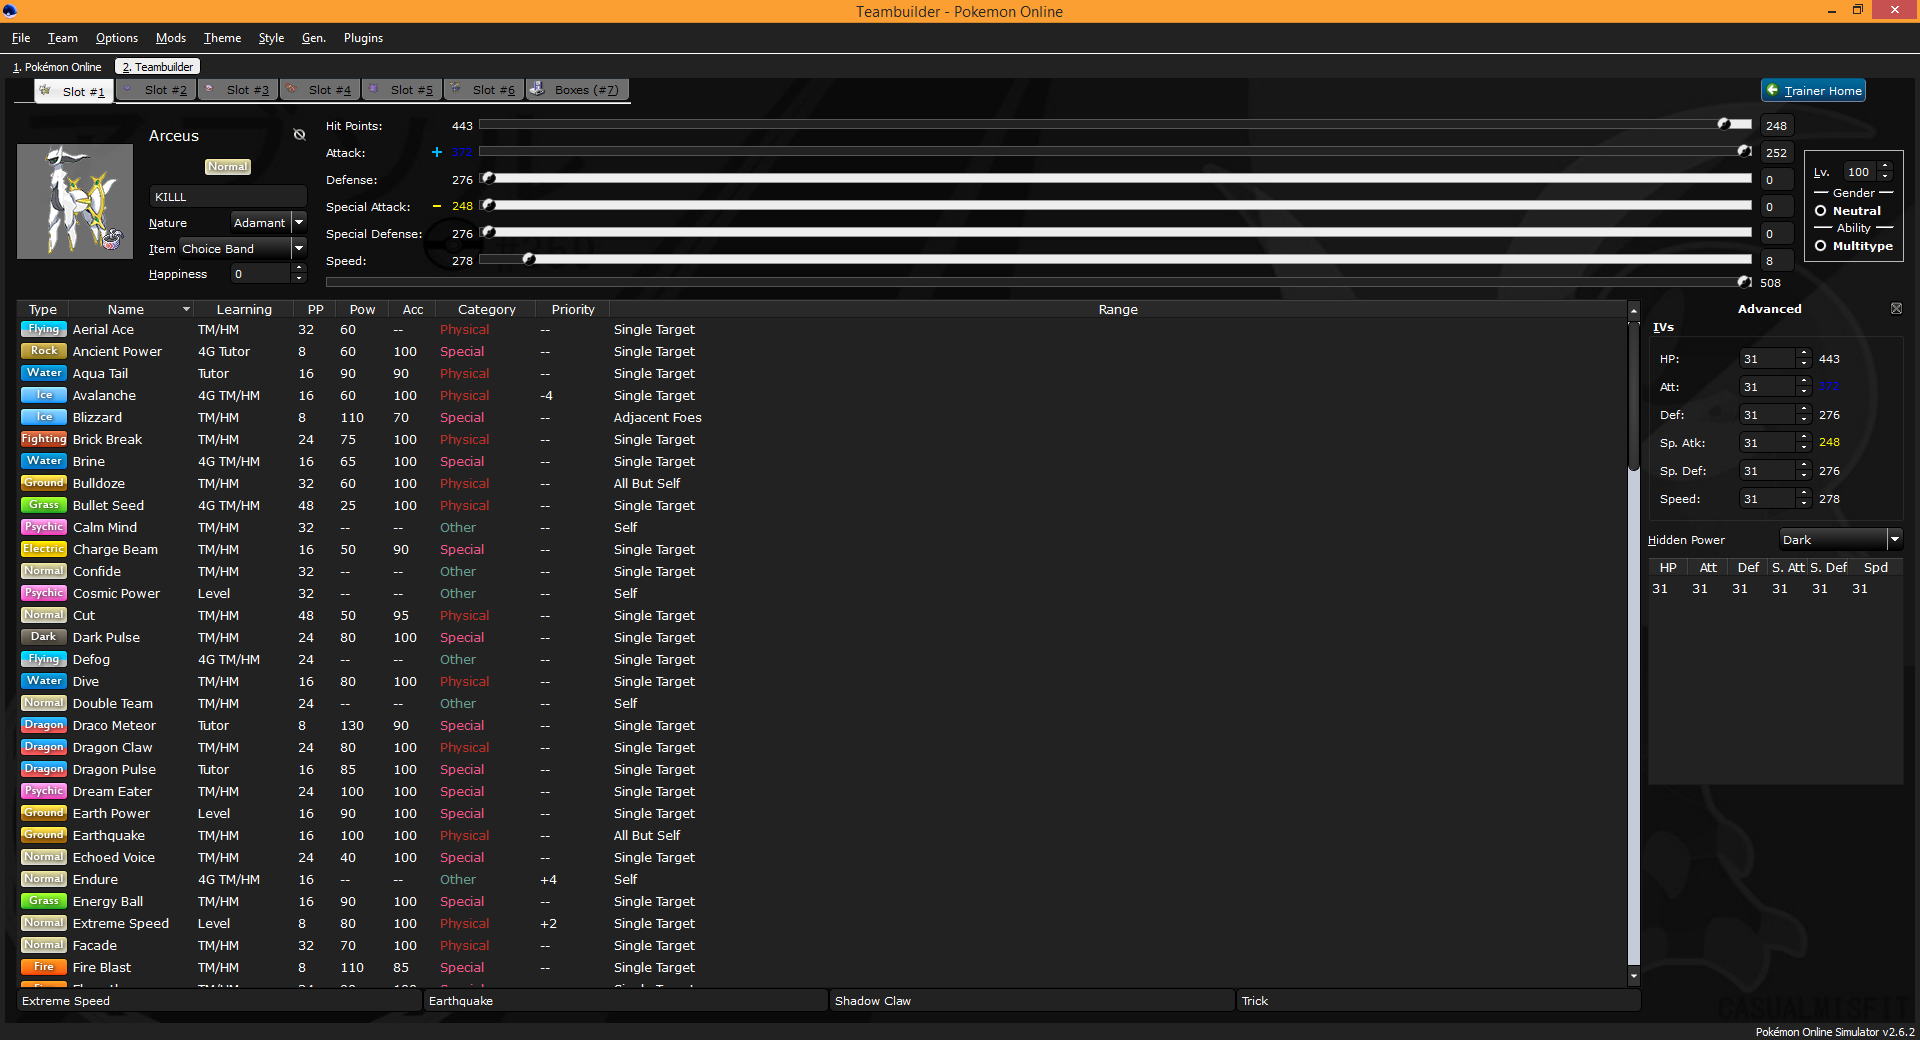 Teambuilder - Pokemon Online
File Team Options Mods Theme Style Gen. Plugins
1. Pokémon Online 2. Teambuilder
Slot #1 Slot #2 Slot #3 Slot #4 Slot #5 Slot #6 Boxes (#7) Trainer Home
Arceus
Normal
KILLL
Nature Adamant
Item Choice Band
Happiness 0
Hit Points: 443 248
Attack: + 372 252
Defense: 276 0
Special Attack: - 248 0
Special Defense: 276 0
Speed: 278 8
508
Lv. 100
Gender
Neutral
Ability
Multitype
Type Name Learning PP Pow Acc Category Priority Range
Flying Aerial Ace TM/HM 32 60 -- Physical -- Single Target
Rock Ancient Power 4G Tutor 8 60 100 Special -- Single Target
Water Aqua Tail Tutor 16 90 90 Physical -- Single Target
Ice Avalanche 4G TM/HM 16 60 100 Physical -4 Single Target
Ice Blizzard TM/HM 8 110 70 Special -- Adjacent Foes
Fighting Brick Break TM/HM 24 75 100 Physical -- Single Target
Water Brine 4G TM/HM 16 65 100 Special -- Single Target
Ground Bulldoze TM/HM 32 60 100 Physical -- All But Self
Grass Bullet Seed 4G TM/HM 48 25 100 Physical -- Single Target
Psychic Calm Mind TM/HM 32 -- -- Other -- Self
Electric Charge Beam TM/HM 16 50 90 Special -- Single Target
Normal Confide TM/HM 32 -- -- Other -- Single Target
Psychic Cosmic Power Level 32 -- -- Other -- Self
Normal Cut TM/HM 48 50 95 Physical -- Single Target
Dark Dark Pulse TM/HM 24 80 100 Special -- Single Target
Flying Defog 4G TM/HM 24 -- -- Other -- Single Target
Water Dive TM/HM 16 80 100 Physical -- Single Target
Normal Double Team TM/HM 24 -- -- Other -- Self
Dragon Draco Meteor Tutor 8 130 90 Special -- Single Target
Dragon Dragon Claw TM/HM 24 80 100 Physical -- Single Target
Dragon Dragon Pulse Tutor 16 85 100 Special -- Single Target
Psychic Dream Eater TM/HM 24 100 100 Special -- Single Target
Ground Earth Power Level 16 90 100 Special -- Single Target
Ground Earthquake TM/HM 16 100 100 Physical -- All But Self
Normal Echoed Voice TM/HM 24 40 100 Special -- Single Target
Normal Endure 4G TM/HM 16 -- -- Other +4 Self
Grass Energy Ball TM/HM 16 90 100 Special -- Single Target
Normal Extreme Speed Level 8 80 100 Physical +2 Single Target
Normal Facade TM/HM 32 70 100 Physical -- Single Target
Fire Fire Blast TM/HM 8 110 85 Special -- Single Target
Extreme Speed Earthquake Shadow Claw Trick
Advanced
IVs
HP: 31 443
Att: 31 372
Def: 31 276
Sp. Atk: 31 248
Sp. Def: 31 276
Speed: 31 278
Hidden Power Dark
HP Att Def S. Att S. Def Spd
31 31 31 31 31 31
CASUALMISFIT
Pokémon Online Simulator v2.6.2